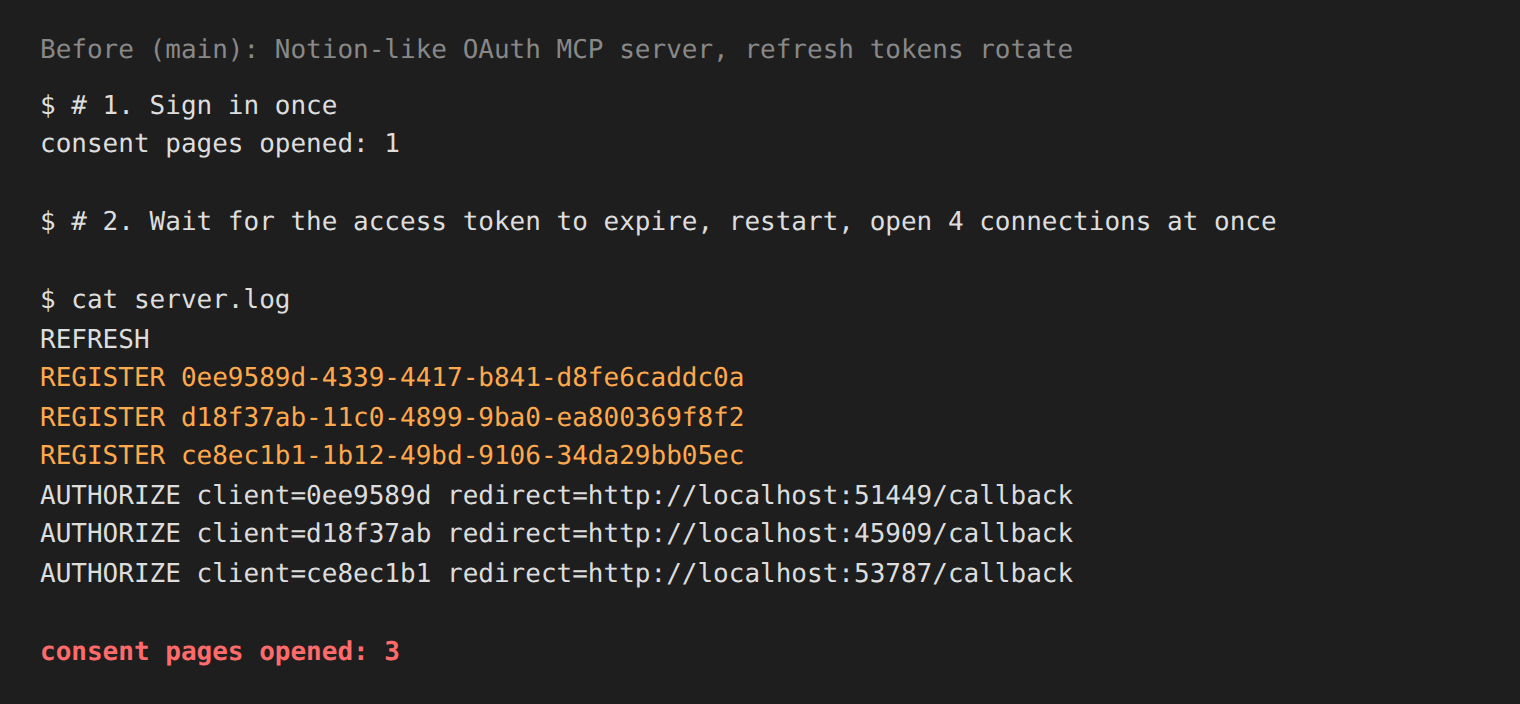 Before (main): Notion-like OAuth MCP server, refresh tokens rotate
$ # 1. Sign in once
consent pages opened: 1
$ # 2. Wait for the access token to expire, restart, open 4 connections at once
$ cat server.log
REFRESH
REGISTER 0ee9589d-4339-4417-b841-d8fe6caddc0a
REGISTER d18f37ab-11c0-4899-9ba0-ea800369f8f2
REGISTER ce8ec1b1-1b12-49bd-9106-34da29bb05ec
AUTHORIZE client=0ee9589d redirect=http://localhost:51449/callback
AUTHORIZE client=d18f37ab redirect=http://localhost:45909/callback
AUTHORIZE client=ce8ec1b1 redirect=http://localhost:53787/callback
consent pages opened: 3